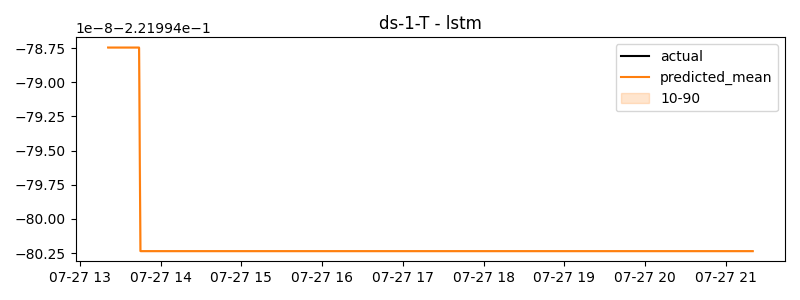 ds-1-T - lstm
1e−8−2.21994e−1
−78.75
−79.00
−79.25
−79.50
−79.75
−80.00
−80.25
actual
predicted_mean
10-90
07-27 13 07-27 14 07-27 15 07-27 16 07-27 17 07-27 18 07-27 19 07-27 20 07-27 21